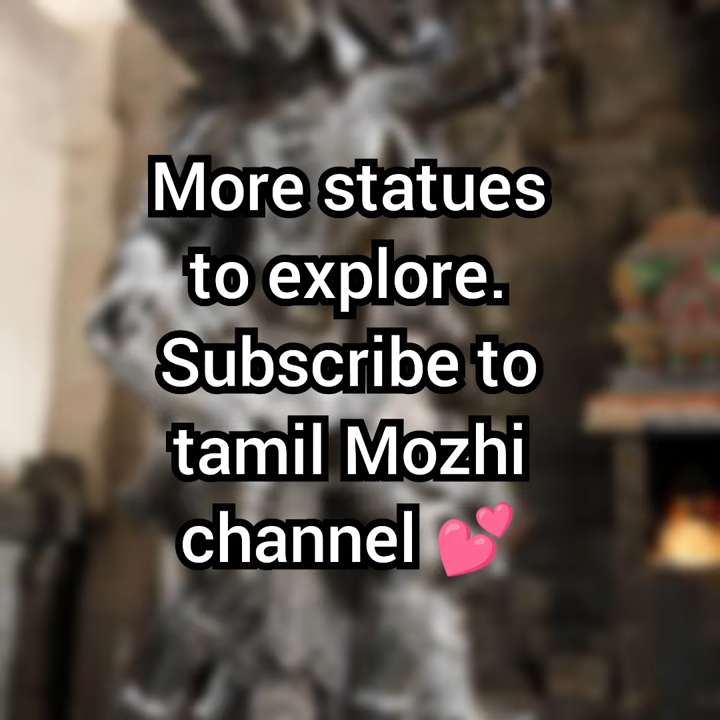 More statues
to explore.
Subscribe to
tamil Mozhi
channel 💕